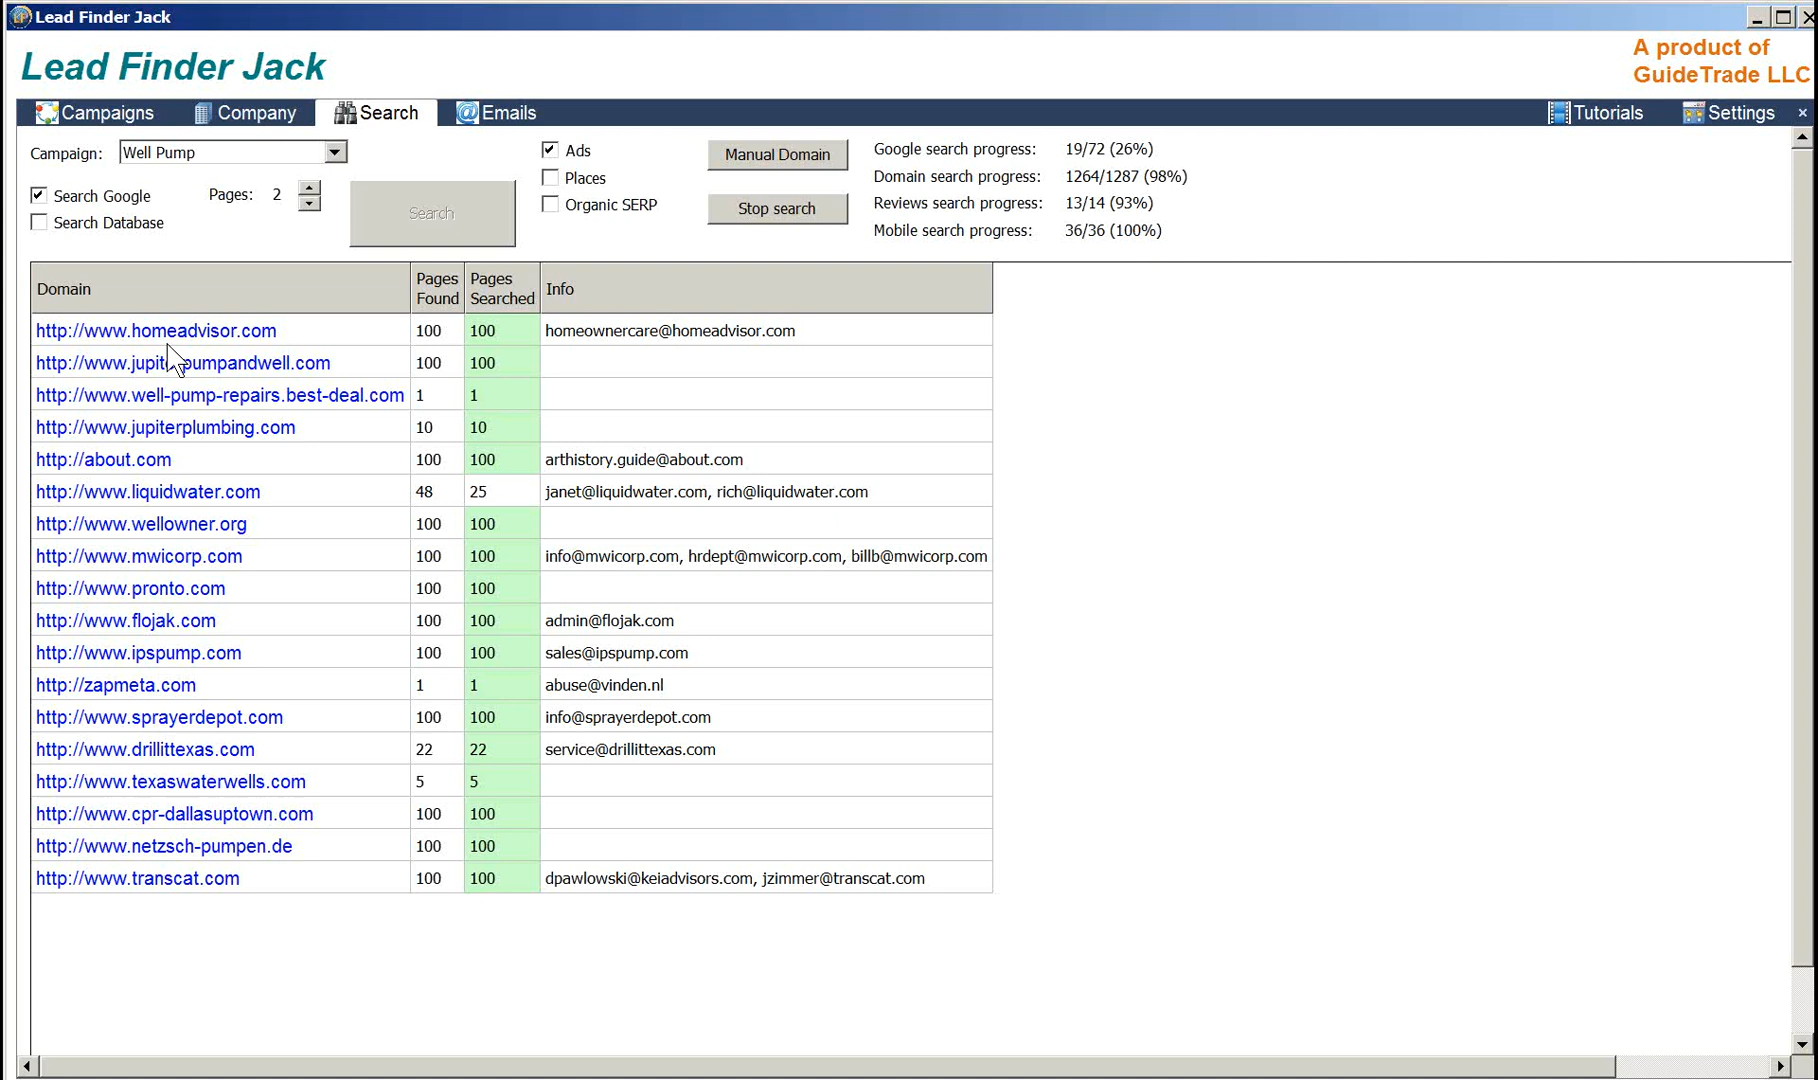 Lead Finder Jack
Lead Finder Jack
A product of
GuideTrade LLC
Campaigns Company Search Emails Tutorials Settings
Campaign: Well Pump
Search Google Pages: 2
Search Database
Search
Ads
Places
Organic SERP
Manual Domain
Stop search
Google search progress: 19/72 (26%)
Domain search progress: 1264/1287 (98%)
Reviews search progress: 13/14 (93%)
Mobile search progress: 36/36 (100%)
Domain Pages Found Pages Searched Info
http://www.homeadvisor.com 100 100 homeownercare@homeadvisor.com
http://www.jupiterpumpandwell.com 100 100
http://www.well-pump-repairs.best-deal.com 1 1
http://www.jupiterplumbing.com 10 10
http://about.com 100 100 arthistory.guide@about.com
http://www.liquidwater.com 48 25 janet@liquidwater.com, rich@liquidwater.com
http://www.wellowner.org 100 100
http://www.mwicorp.com 100 100 info@mwicorp.com, hrdept@mwicorp.com, billb@mwicorp.com
http://www.pronto.com 100 100
http://www.flojak.com 100 100 admin@flojak.com
http://www.ipspump.com 100 100 sales@ipspump.com
http://zapmeta.com 1 1 abuse@vinden.nl
http://www.sprayerdepot.com 100 100 info@sprayerdepot.com
http://www.drillittexas.com 22 22 service@drillittexas.com
http://www.texaswaterwells.com 5 5
http://www.cpr-dallasuptown.com 100 100
http://www.netzsch-pumpen.de 100 100
http://www.transcat.com 100 100 dpawlowski@keiadvisors.com, jzimmer@transcat.com